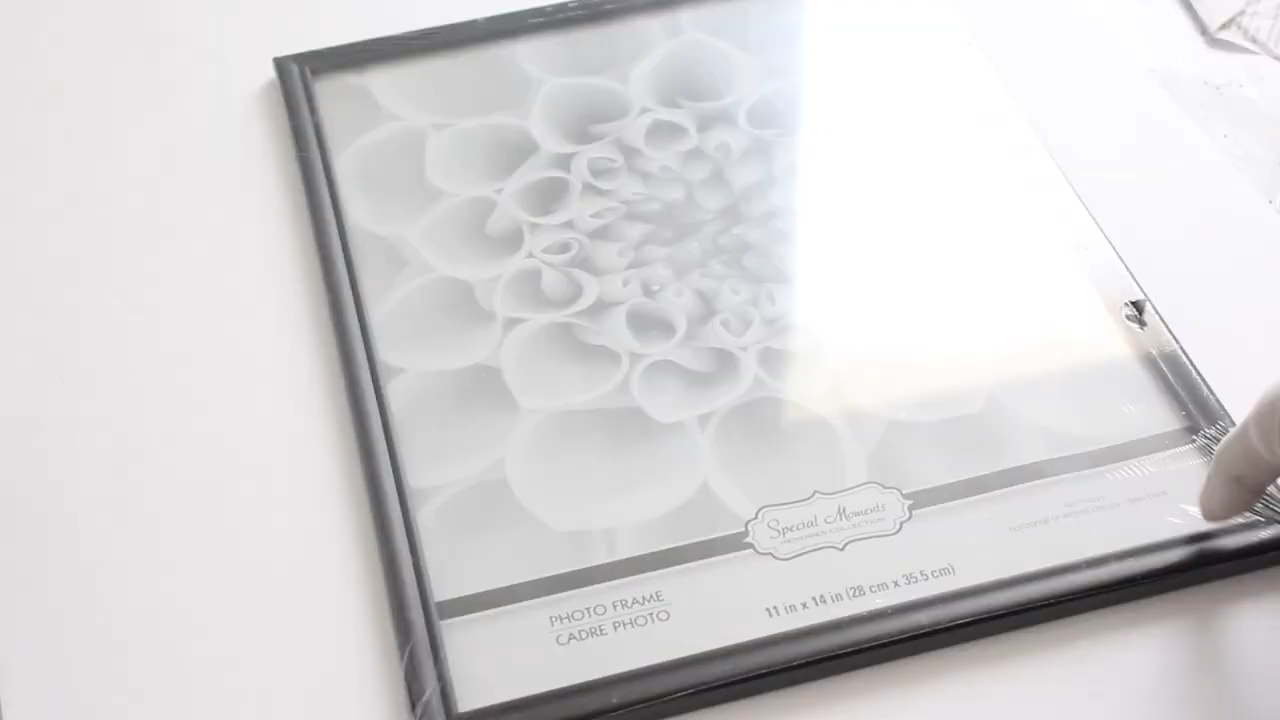 Special Moments
PHOTO FRAME
CADRE PHOTO
11 in x 14 in (28 cm x 35.5 cm)